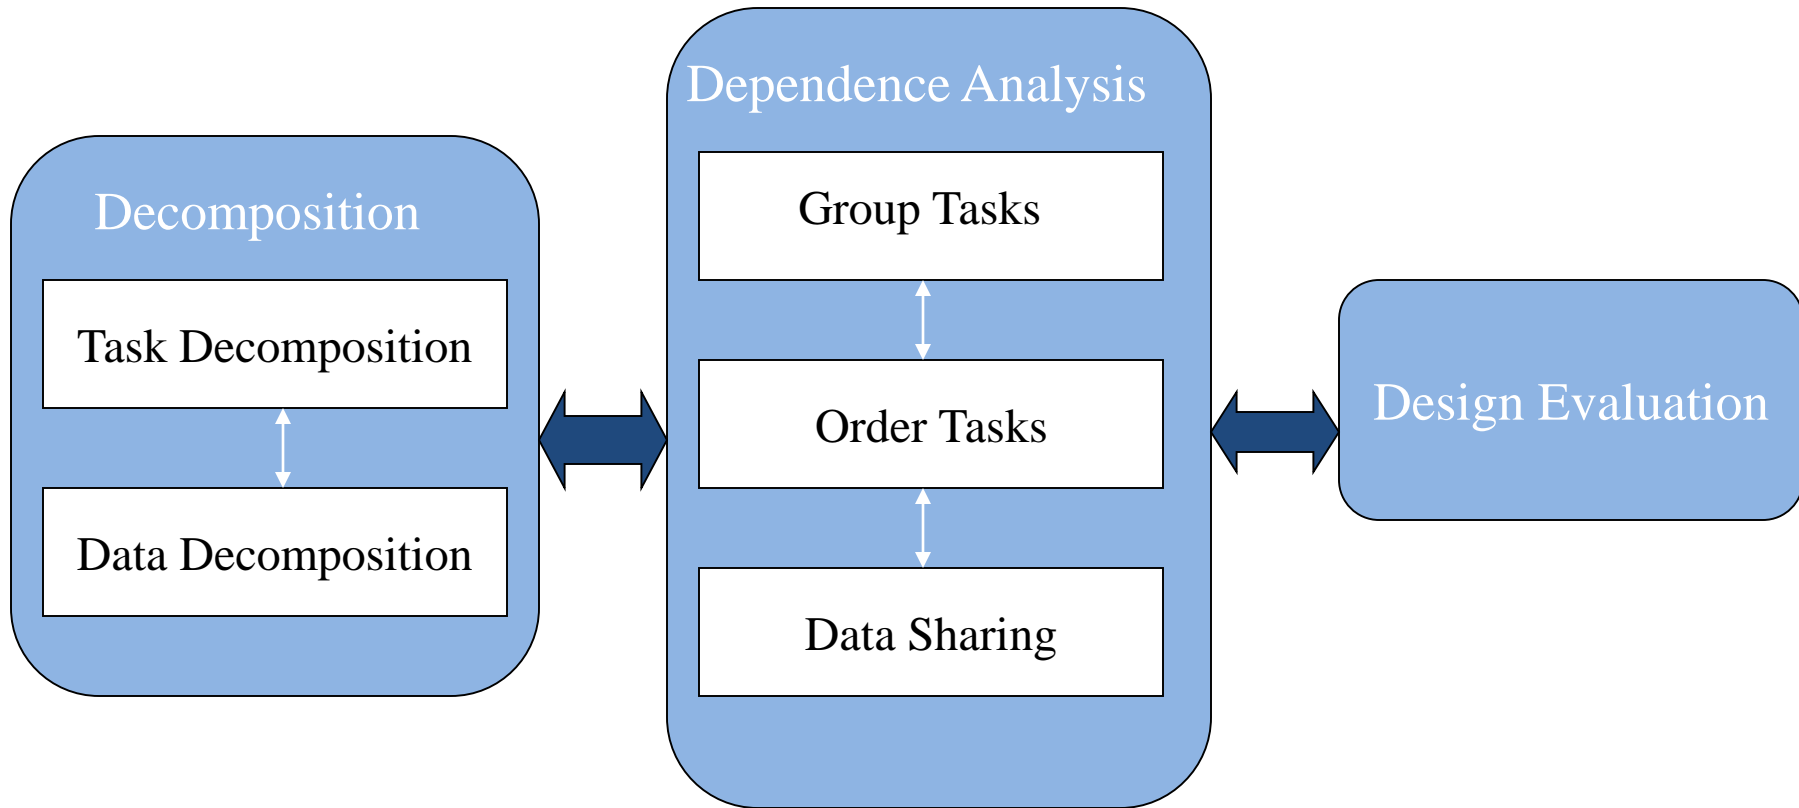 Decomposition
Task Decomposition
Data Decomposition
Dependence Analysis
Group Tasks
Order Tasks
Data Sharing
Design Evaluation